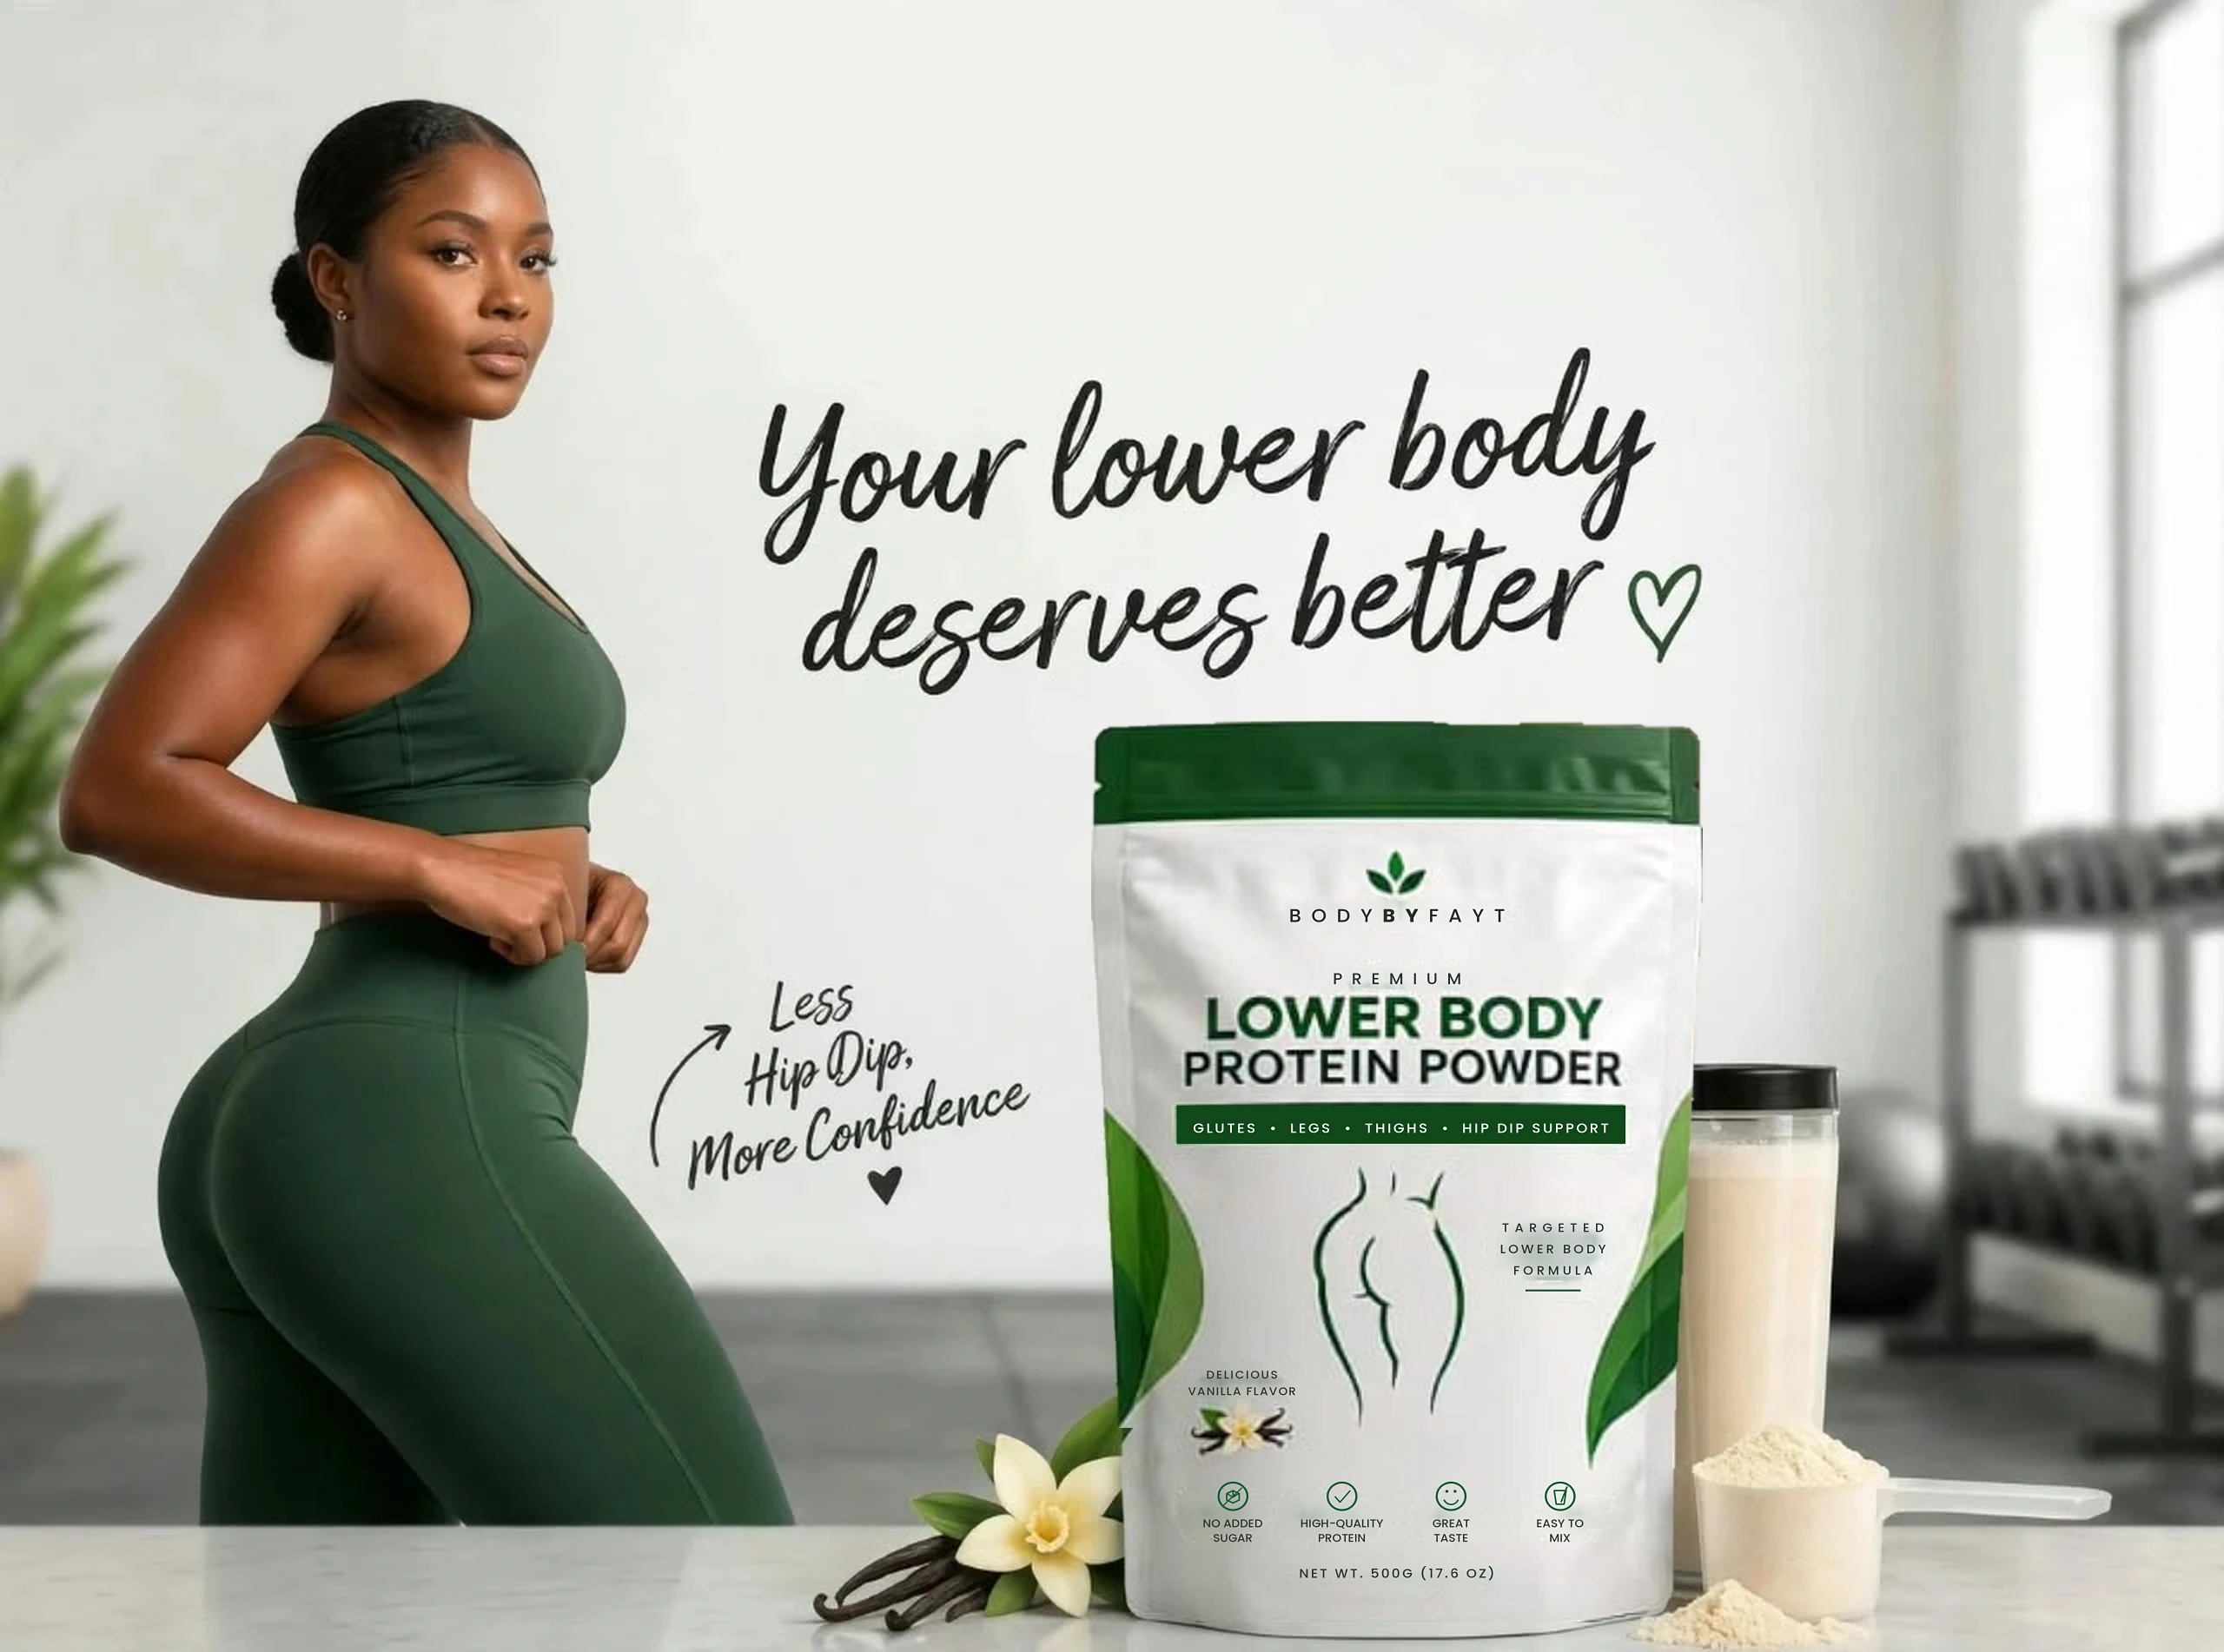 Your lower body
deserves better
Less
Hip Dip,
More Confidence
BODYBYFAYT
PREMIUM
LOWER BODY
PROTEIN POWDER
GLUTES • LEGS • THIGHS • HIP DIP SUPPORT
TARGETED
LOWER BODY
FORMULA
DELICIOUS
VANILLA FLAVOR
NO ADDED
SUGAR
HIGH-QUALITY
PROTEIN
GREAT
TASTE
EASY TO
MIX
NET WT. 500G (17.6 OZ)